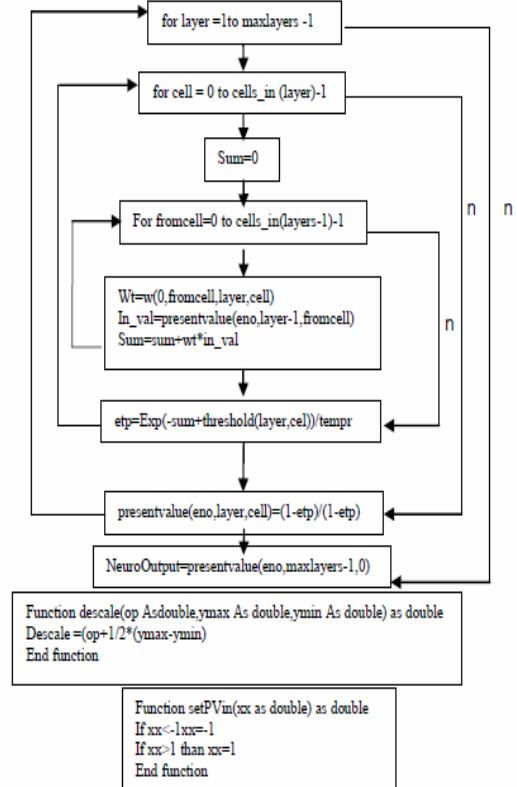 for layer =1to maxlayers -1
for cell = 0 to cells_in (layer)-1
Sum=0
For fromcell=0 to cells_in(layers-1)-1
n
n
Wt=w(0,fromcell,layer,cell)
In_val=presentvalue(eno,layer-1,fromcell)
Sum=sum+wt*in_val
n
etp=Exp(-sum+threshold(layer,cel))/tempr
presentvalue(eno,layer,cell)=(1-etp)/(1-etp)
NeuroOutput=presentvalue(eno,maxlayers-1,0)
Function descale(op Asdouble,ymax As double,ymin As double) as double
Descale =(op+1/2*(ymax-ymin)
End function
Function setPVin(xx as double) as double
If xx<-1xx=-1
If xx>1 than xx=1
End function